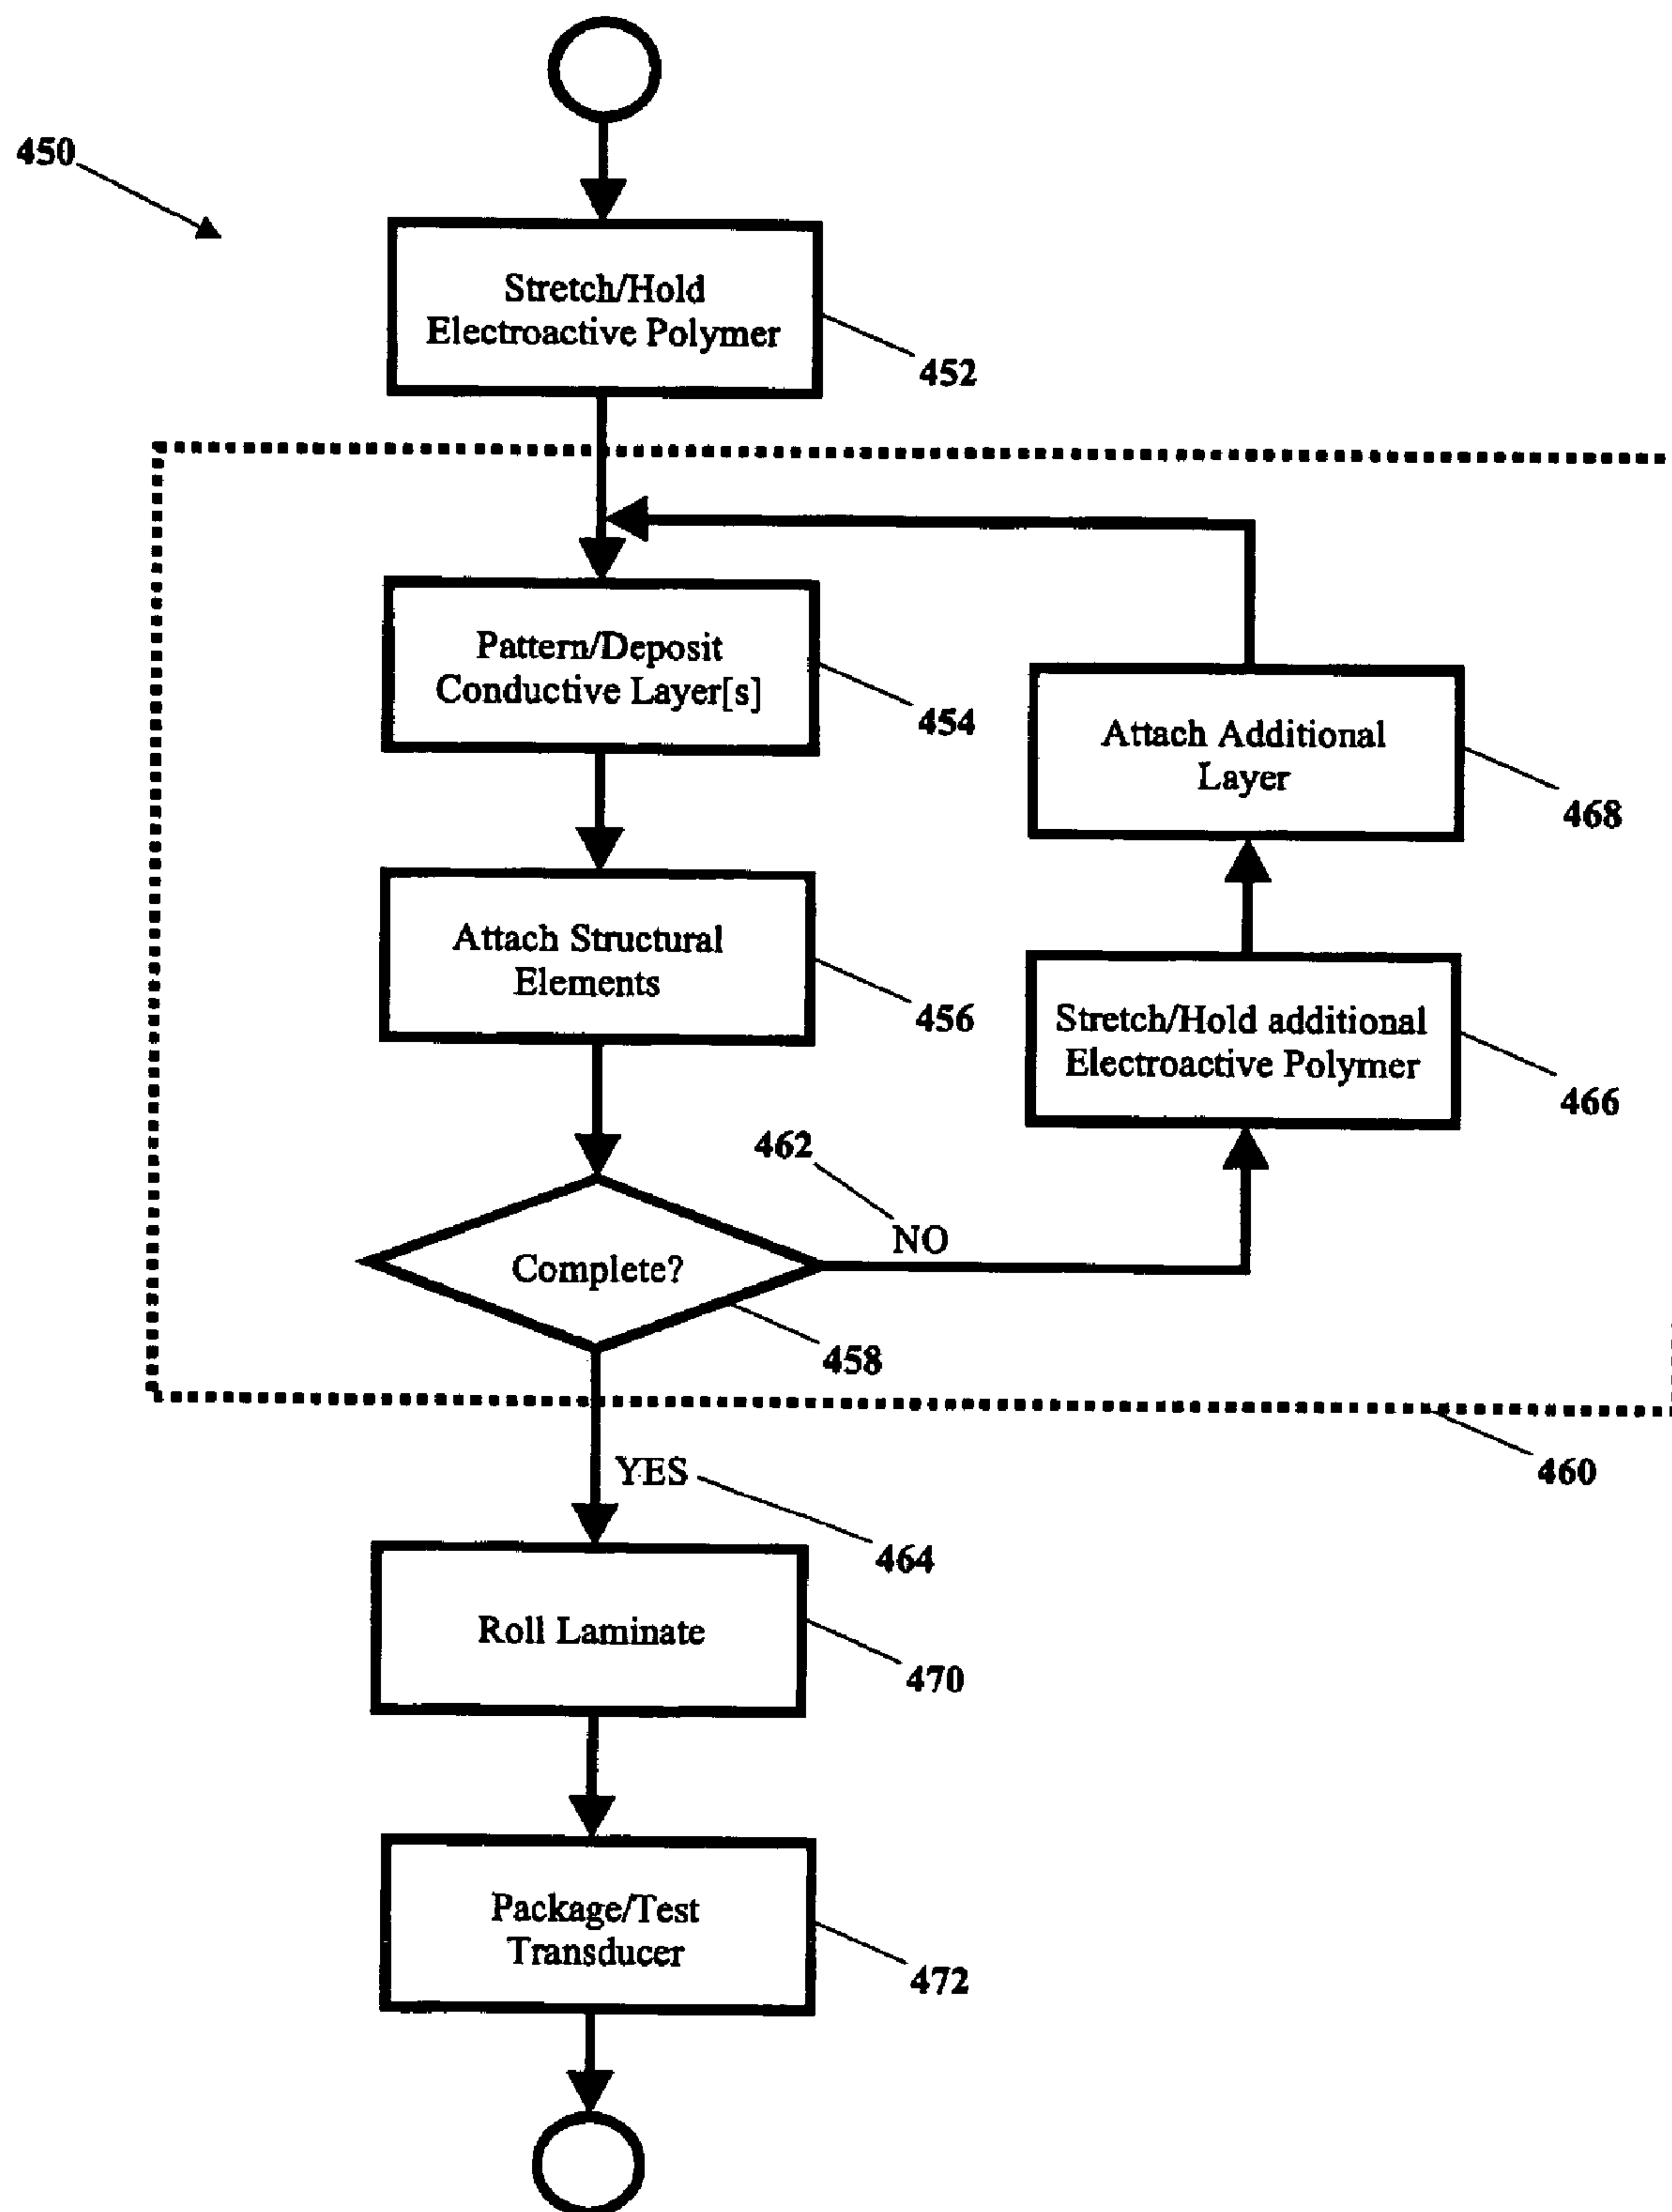 450
Stretch/Hold
Electroactive Polymer
452
Pattern/Deposit
Conductive Layer[s]
454
Attach Additional
Layer
468
Attach Structural
Elements
456
Stretch/Hold additional
Electroactive Polymer
466
462
NO
Complete?
458
460
YES
464
Roll Laminate
470
Package/Test
Transducer
472